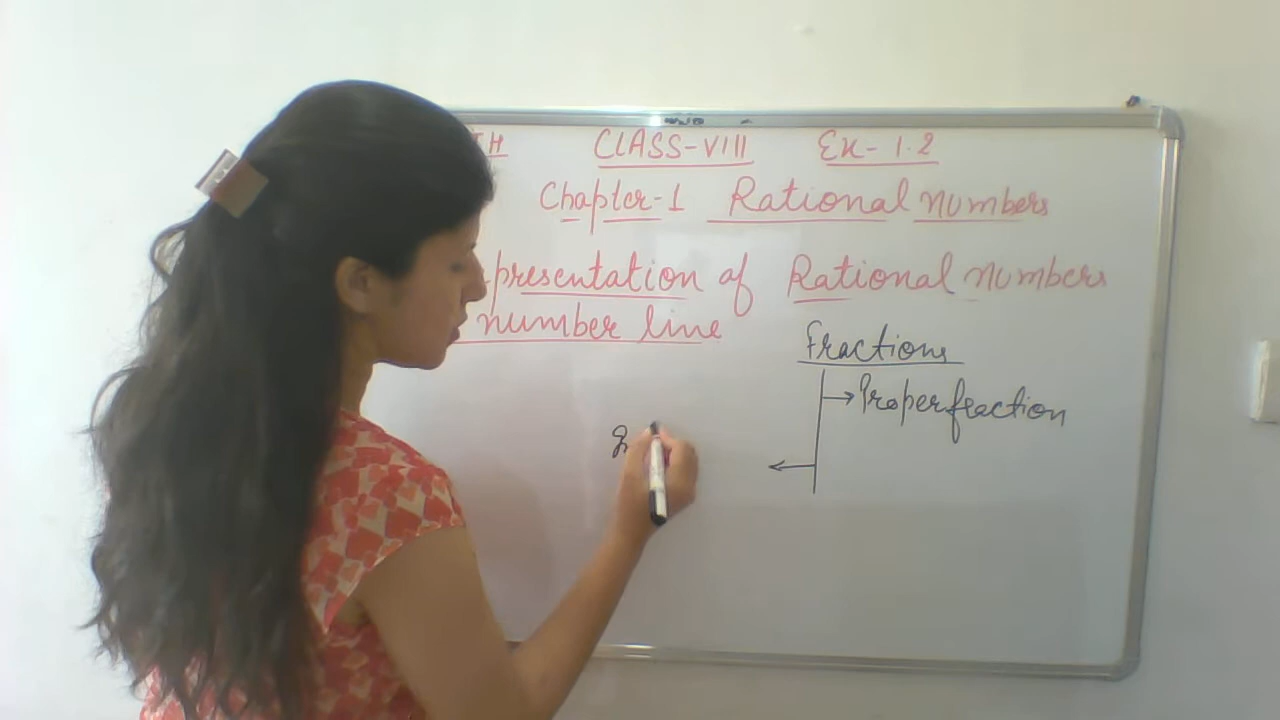 TH CLASS-VIII Ex-1.2
Chapter-1 Rational numbers
presentation of Rational Numbers
number line
Fractions
Proper fraction